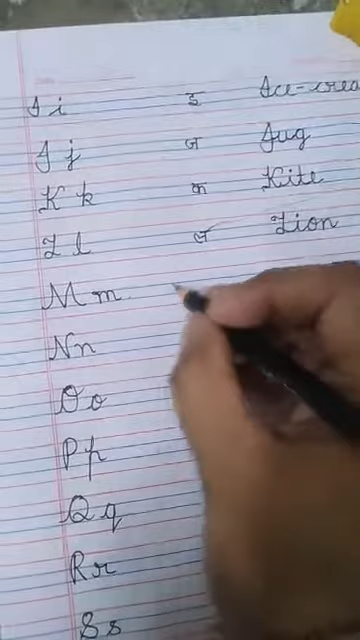 I i इ Ice-crea
J j ज Jug
K k क Kite
L l ल Lion
M m
N n
O o
P p
Q q
R r
S s